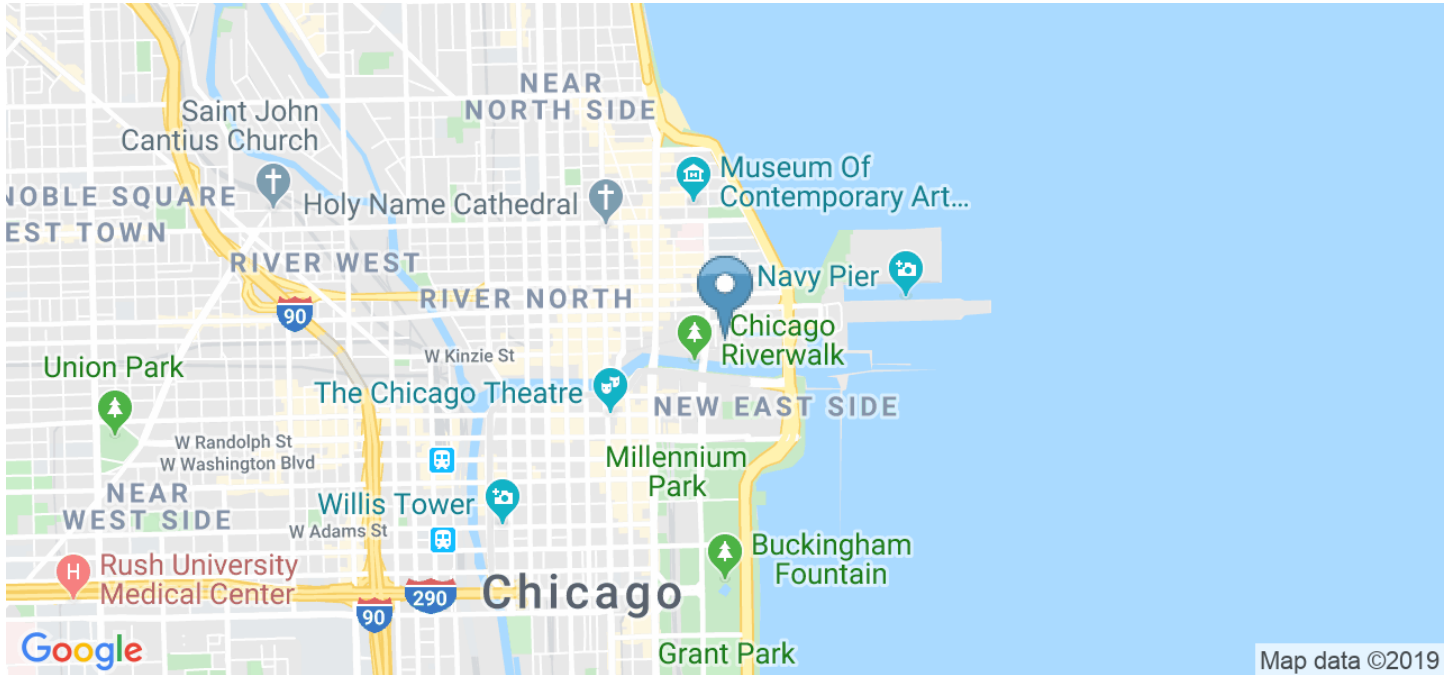 NEAR
NORTH SIDE
Saint John
Cantius Church
Museum Of
Contemporary Art...
NOBLE SQUARE
EST TOWN
Holy Name Cathedral
RIVER WEST
Navy Pier
RIVER NORTH
90
Chicago
Riverwalk
W Kinzie St
Union Park
The Chicago Theatre
NEW EAST SIDE
W Randolph St
W Washington Blvd
Millennium
Park
NEAR
WEST SIDE
Willis Tower
W Adams St
Buckingham
Fountain
H
Rush University
Medical Center
290
Chicago
90
Google
Grant Park
Map data ©2019